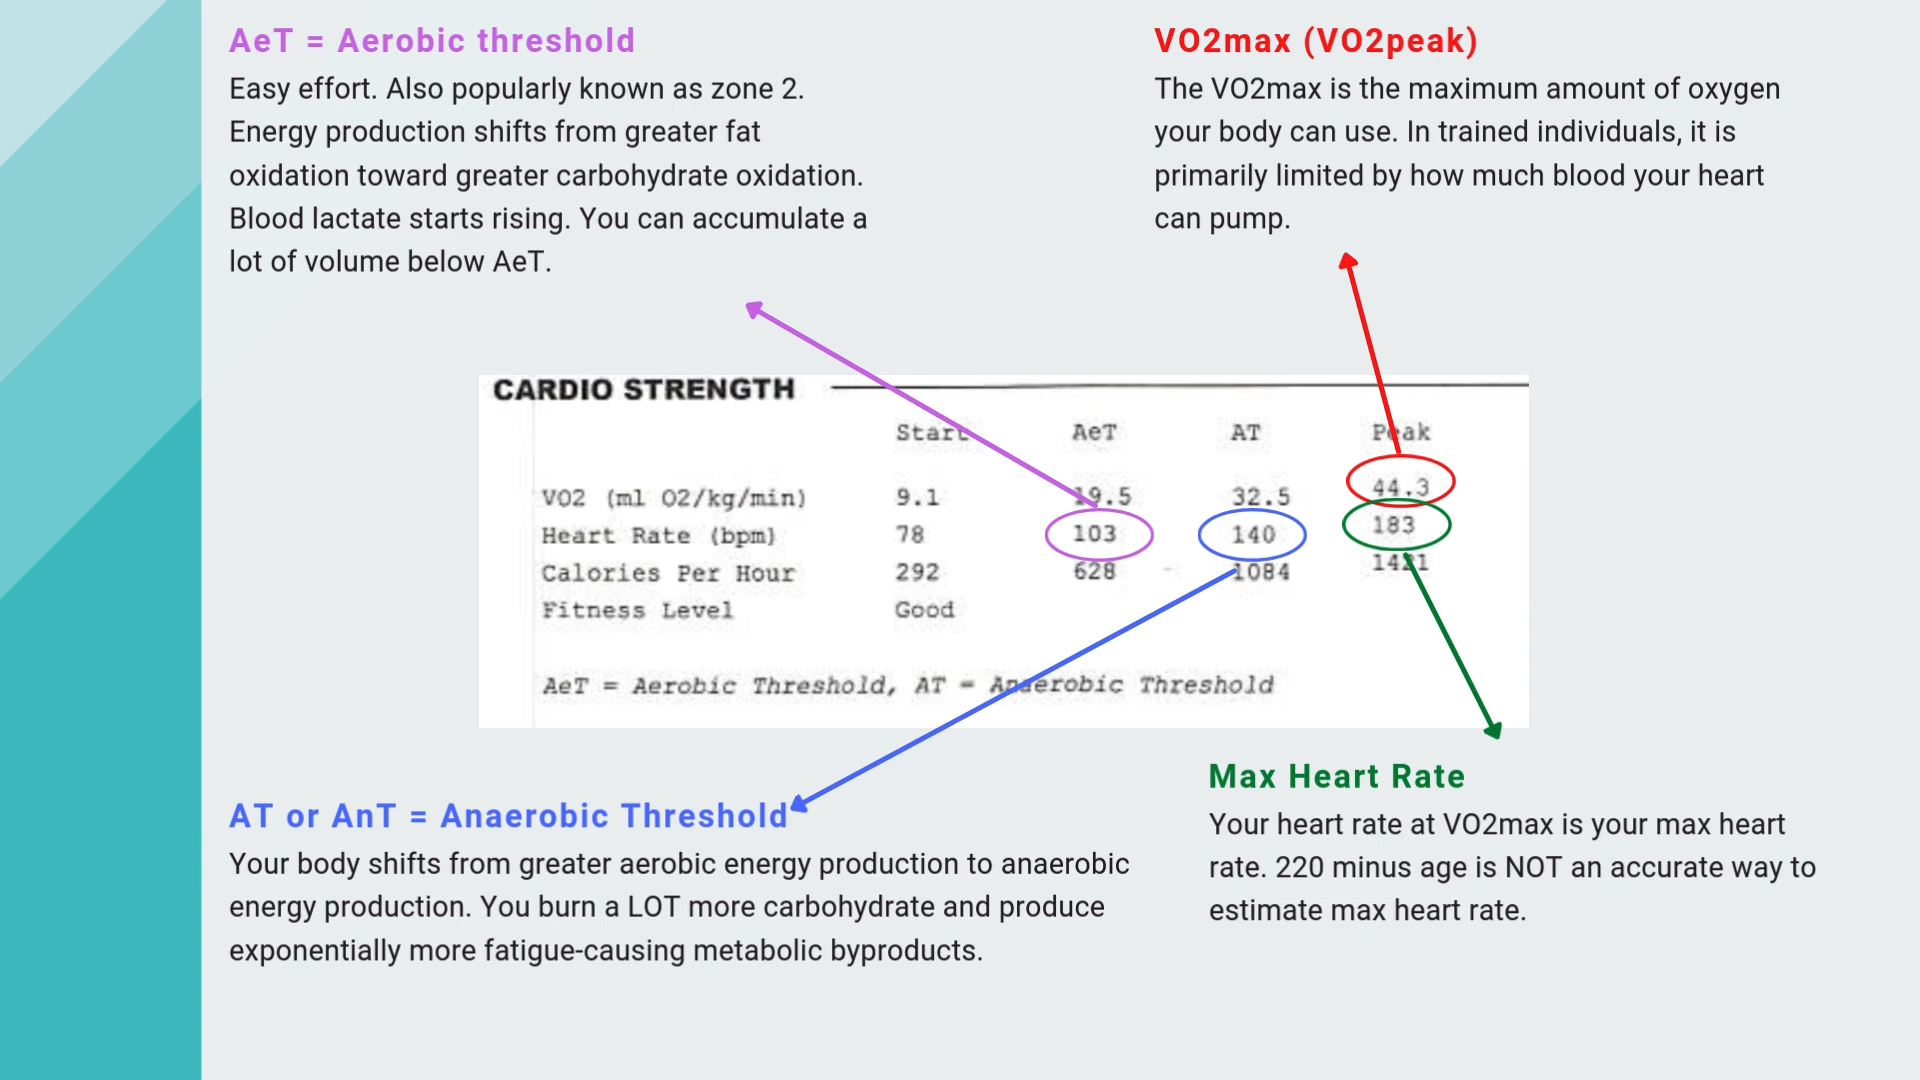 AeT = Aerobic threshold
Easy effort. Also popularly known as zone 2.
Energy production shifts from greater fat
oxidation toward greater carbohydrate oxidation.
Blood lactate starts rising. You can accumulate a
lot of volume below AeT.
VO2max (VO2peak)
The VO2max is the maximum amount of oxygen
your body can use. In trained individuals, it is
primarily limited by how much blood your heart
can pump.
CARDIO STRENGTH
Start AeT AT Peak
VO2 (ml O2/kg/min) 9.1 19.5 32.5 44.3
Heart Rate (bpm) 78 103 140 183
Calories Per Hour 292 628 1084 1421
Fitness Level Good
AeT = Aerobic Threshold, AT = Anaerobic Threshold
AT or AnT = Anaerobic Threshold
Your body shifts from greater aerobic energy production to anaerobic
energy production. You burn a LOT more carbohydrate and produce
exponentially more fatigue-causing metabolic byproducts.
Max Heart Rate
Your heart rate at VO2max is your max heart
rate. 220 minus age is NOT an accurate way to
estimate max heart rate.